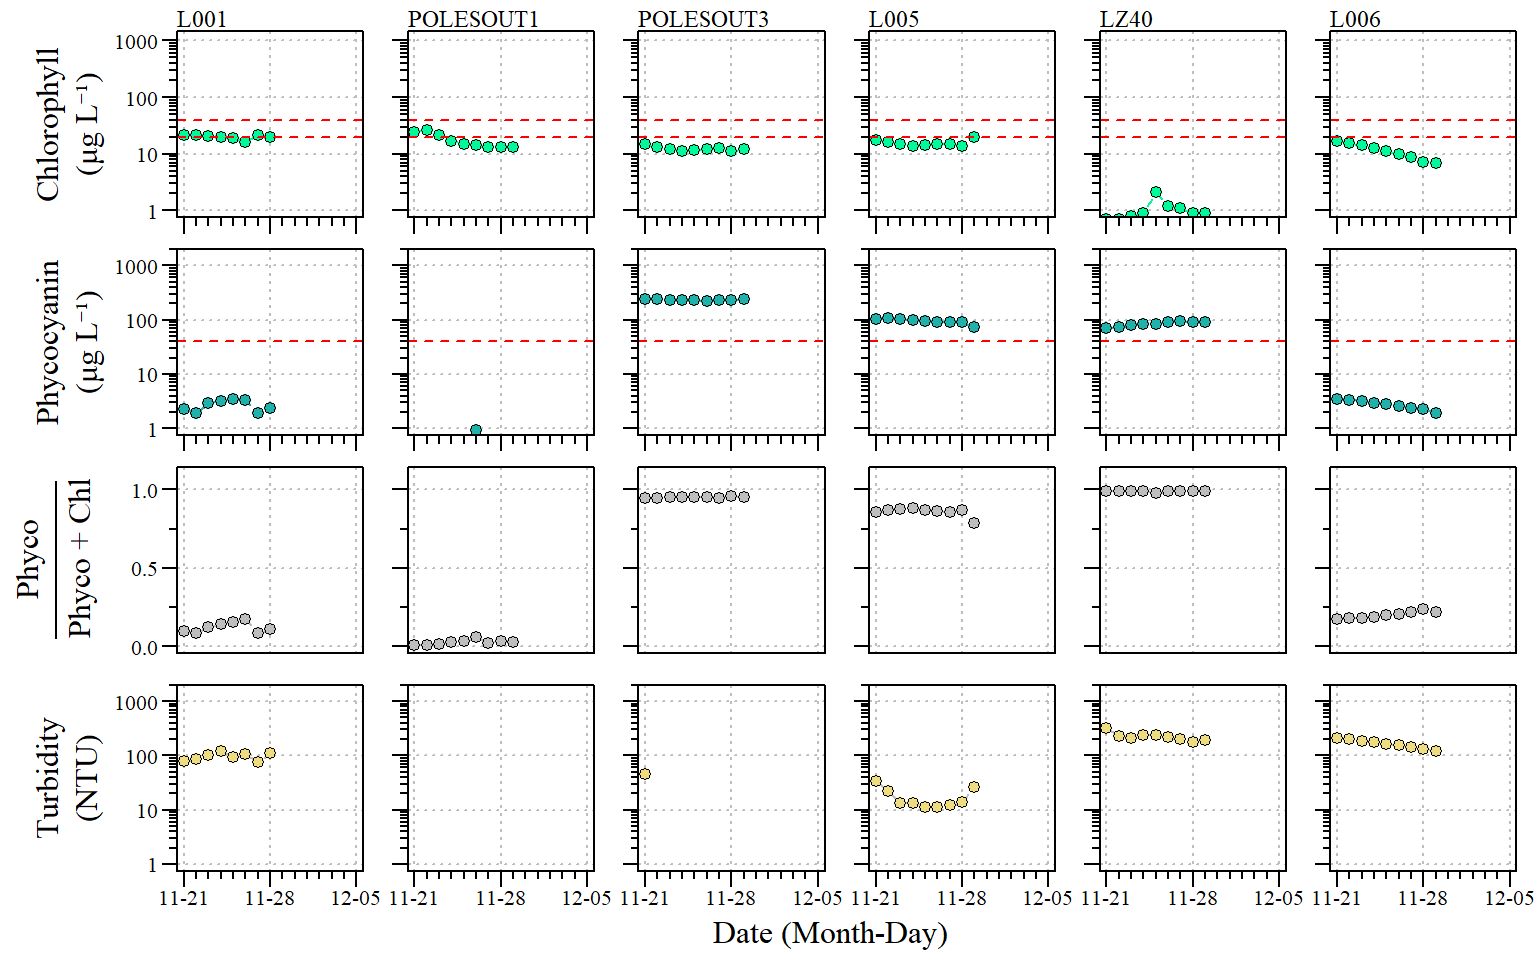 L001 POLESOUT1 POLESOUT3 L005 LZ40 L006
Chlorophyll
(µg L⁻¹)
1000
100
10
1
Phycocyanin
(µg L⁻¹)
1000
100
10
1
Phyco
Phyco + Chl
1.0
0.5
0.0
Turbidity
(NTU)
1000
100
10
1
11-21 11-28 12-05 11-21 11-28 12-05 11-21 11-28 12-05 11-21 11-28 12-05 11-21 11-28 12-05 11-21 11-28 12-05
Date (Month-Day)